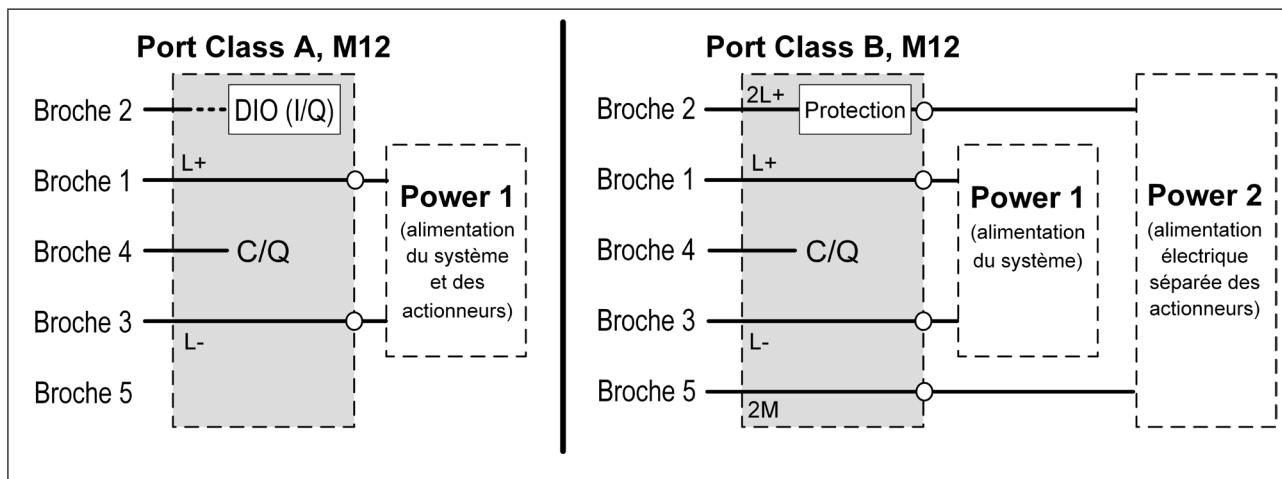 Port Class A, M12
Broche 2
DIO (I/Q)
Broche 1
L+
Broche 4
C/Q
Broche 3
L-
Broche 5
Power 1
(alimentation
du système
et des
actionneurs)
Port Class B, M12
Broche 2
2L+
Protection
Broche 1
L+
Broche 4
C/Q
Broche 3
L-
Broche 5
2M
Power 1
(alimentation
du système)
Power 2
(alimentation
électrique
séparée des
actionneurs)